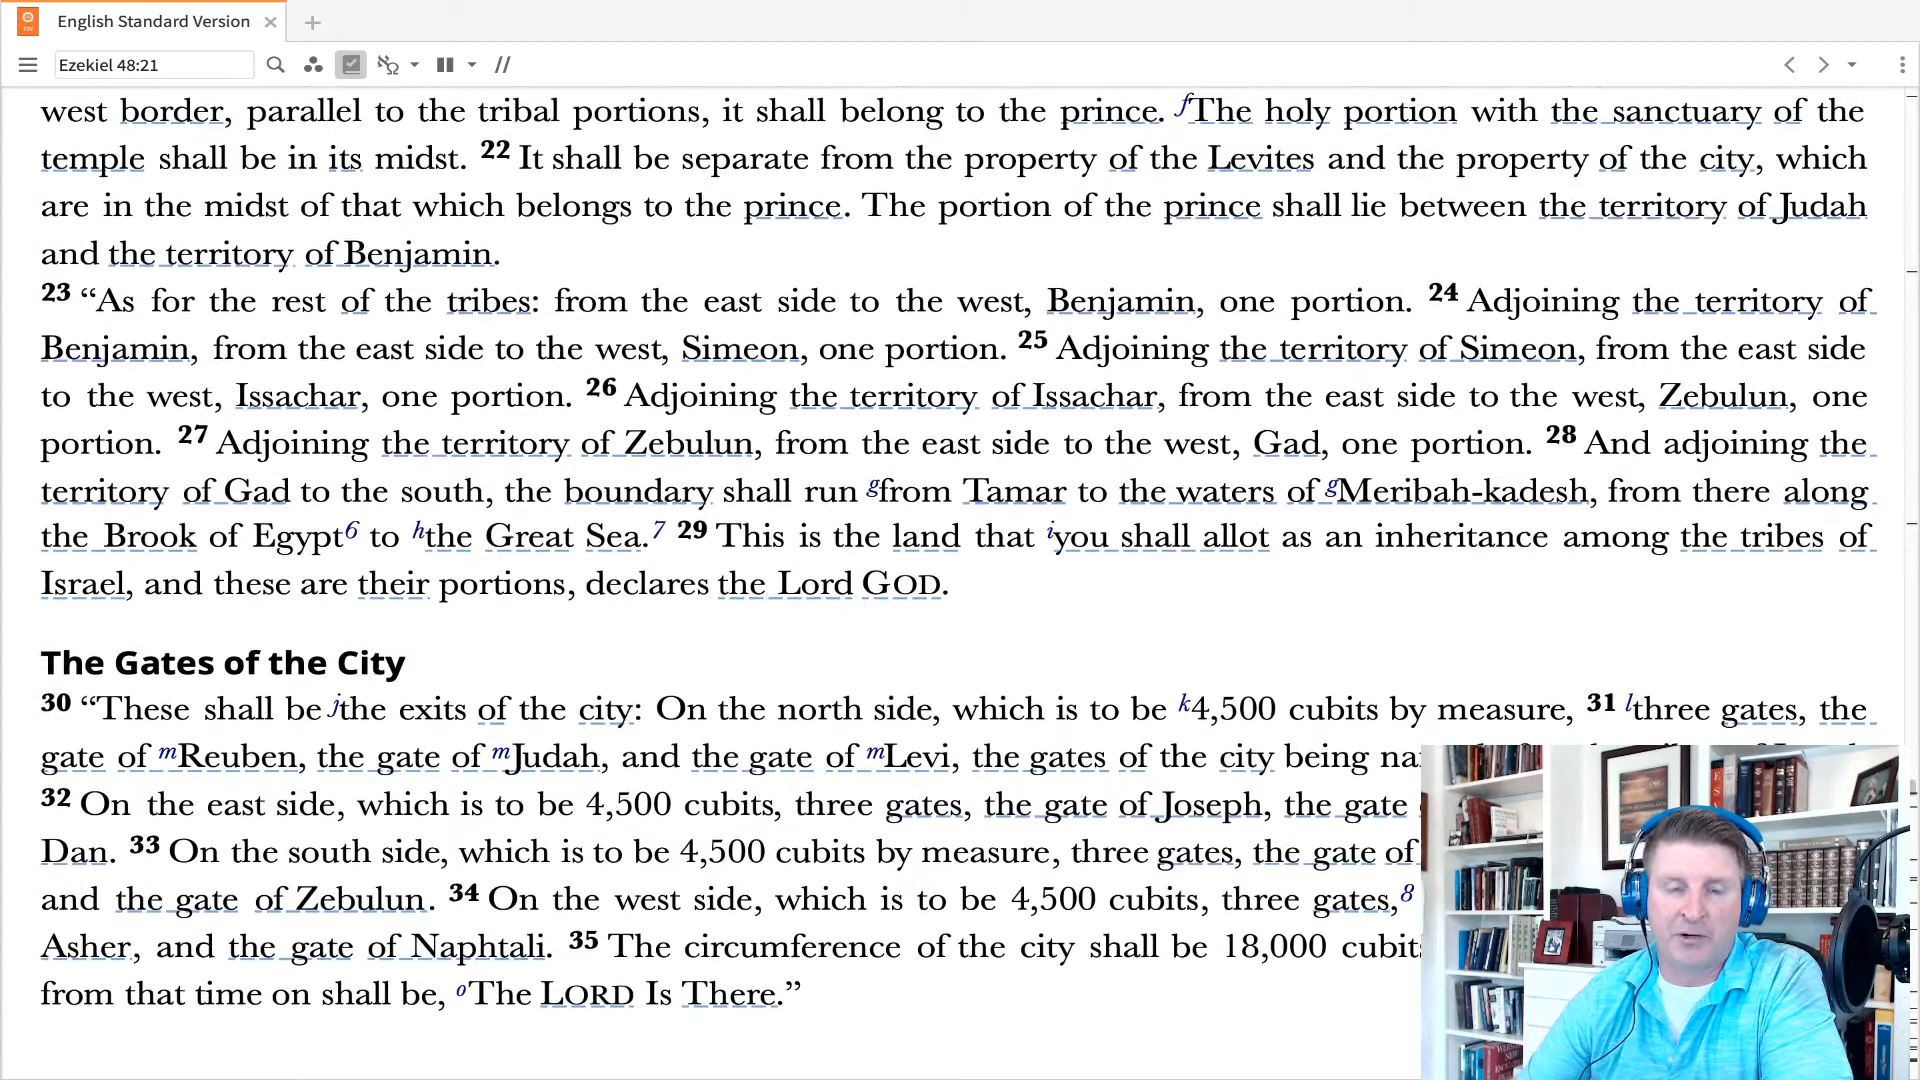 English Standard Version
ESV
Ezekiel 48:21
west border, parallel to the tribal portions, it shall belong to the prince. fThe holy portion with the sanctuary of the
temple shall be in its midst. 22 It shall be separate from the property of the Levites and the property of the city, which
are in the midst of that which belongs to the prince. The portion of the prince shall lie between the territory of Judah
and the territory of Benjamin.
23 “As for the rest of the tribes: from the east side to the west, Benjamin, one portion. 24 Adjoining the territory of
Benjamin, from the east side to the west, Simeon, one portion. 25 Adjoining the territory of Simeon, from the east side
to the west, Issachar, one portion. 26 Adjoining the territory of Issachar, from the east side to the west, Zebulun, one
portion. 27 Adjoining the territory of Zebulun, from the east side to the west, Gad, one portion. 28 And adjoining the
territory of Gad to the south, the boundary shall run gfrom Tamar to the waters of gMeribah-kadesh, from there along
the Brook of Egypt6 to hthe Great Sea.7 29 This is the land that iyou shall allot as an inheritance among the tribes of
Israel, and these are their portions, declares the Lord GOD.
The Gates of the City
30 “These shall be jthe exits of the city: On the north side, which is to be k4,500 cubits by measure, 31 lthree gates, the
gate of mReuben, the gate of mJudah, and the gate of mLevi, the gates of the city being
32 On the east side, which is to be 4,500 cubits, three gates, the gate of Joseph, the gate
Dan. 33 On the south side, which is to be 4,500 cubits by measure, three gates, the gate of
and the gate of Zebulun. 34 On the west side, which is to be 4,500 cubits, three gates,8
Asher, and the gate of Naphtali. 35 The circumference of the city shall be 18,000
from that time on shall be, oThe LORD Is There.”